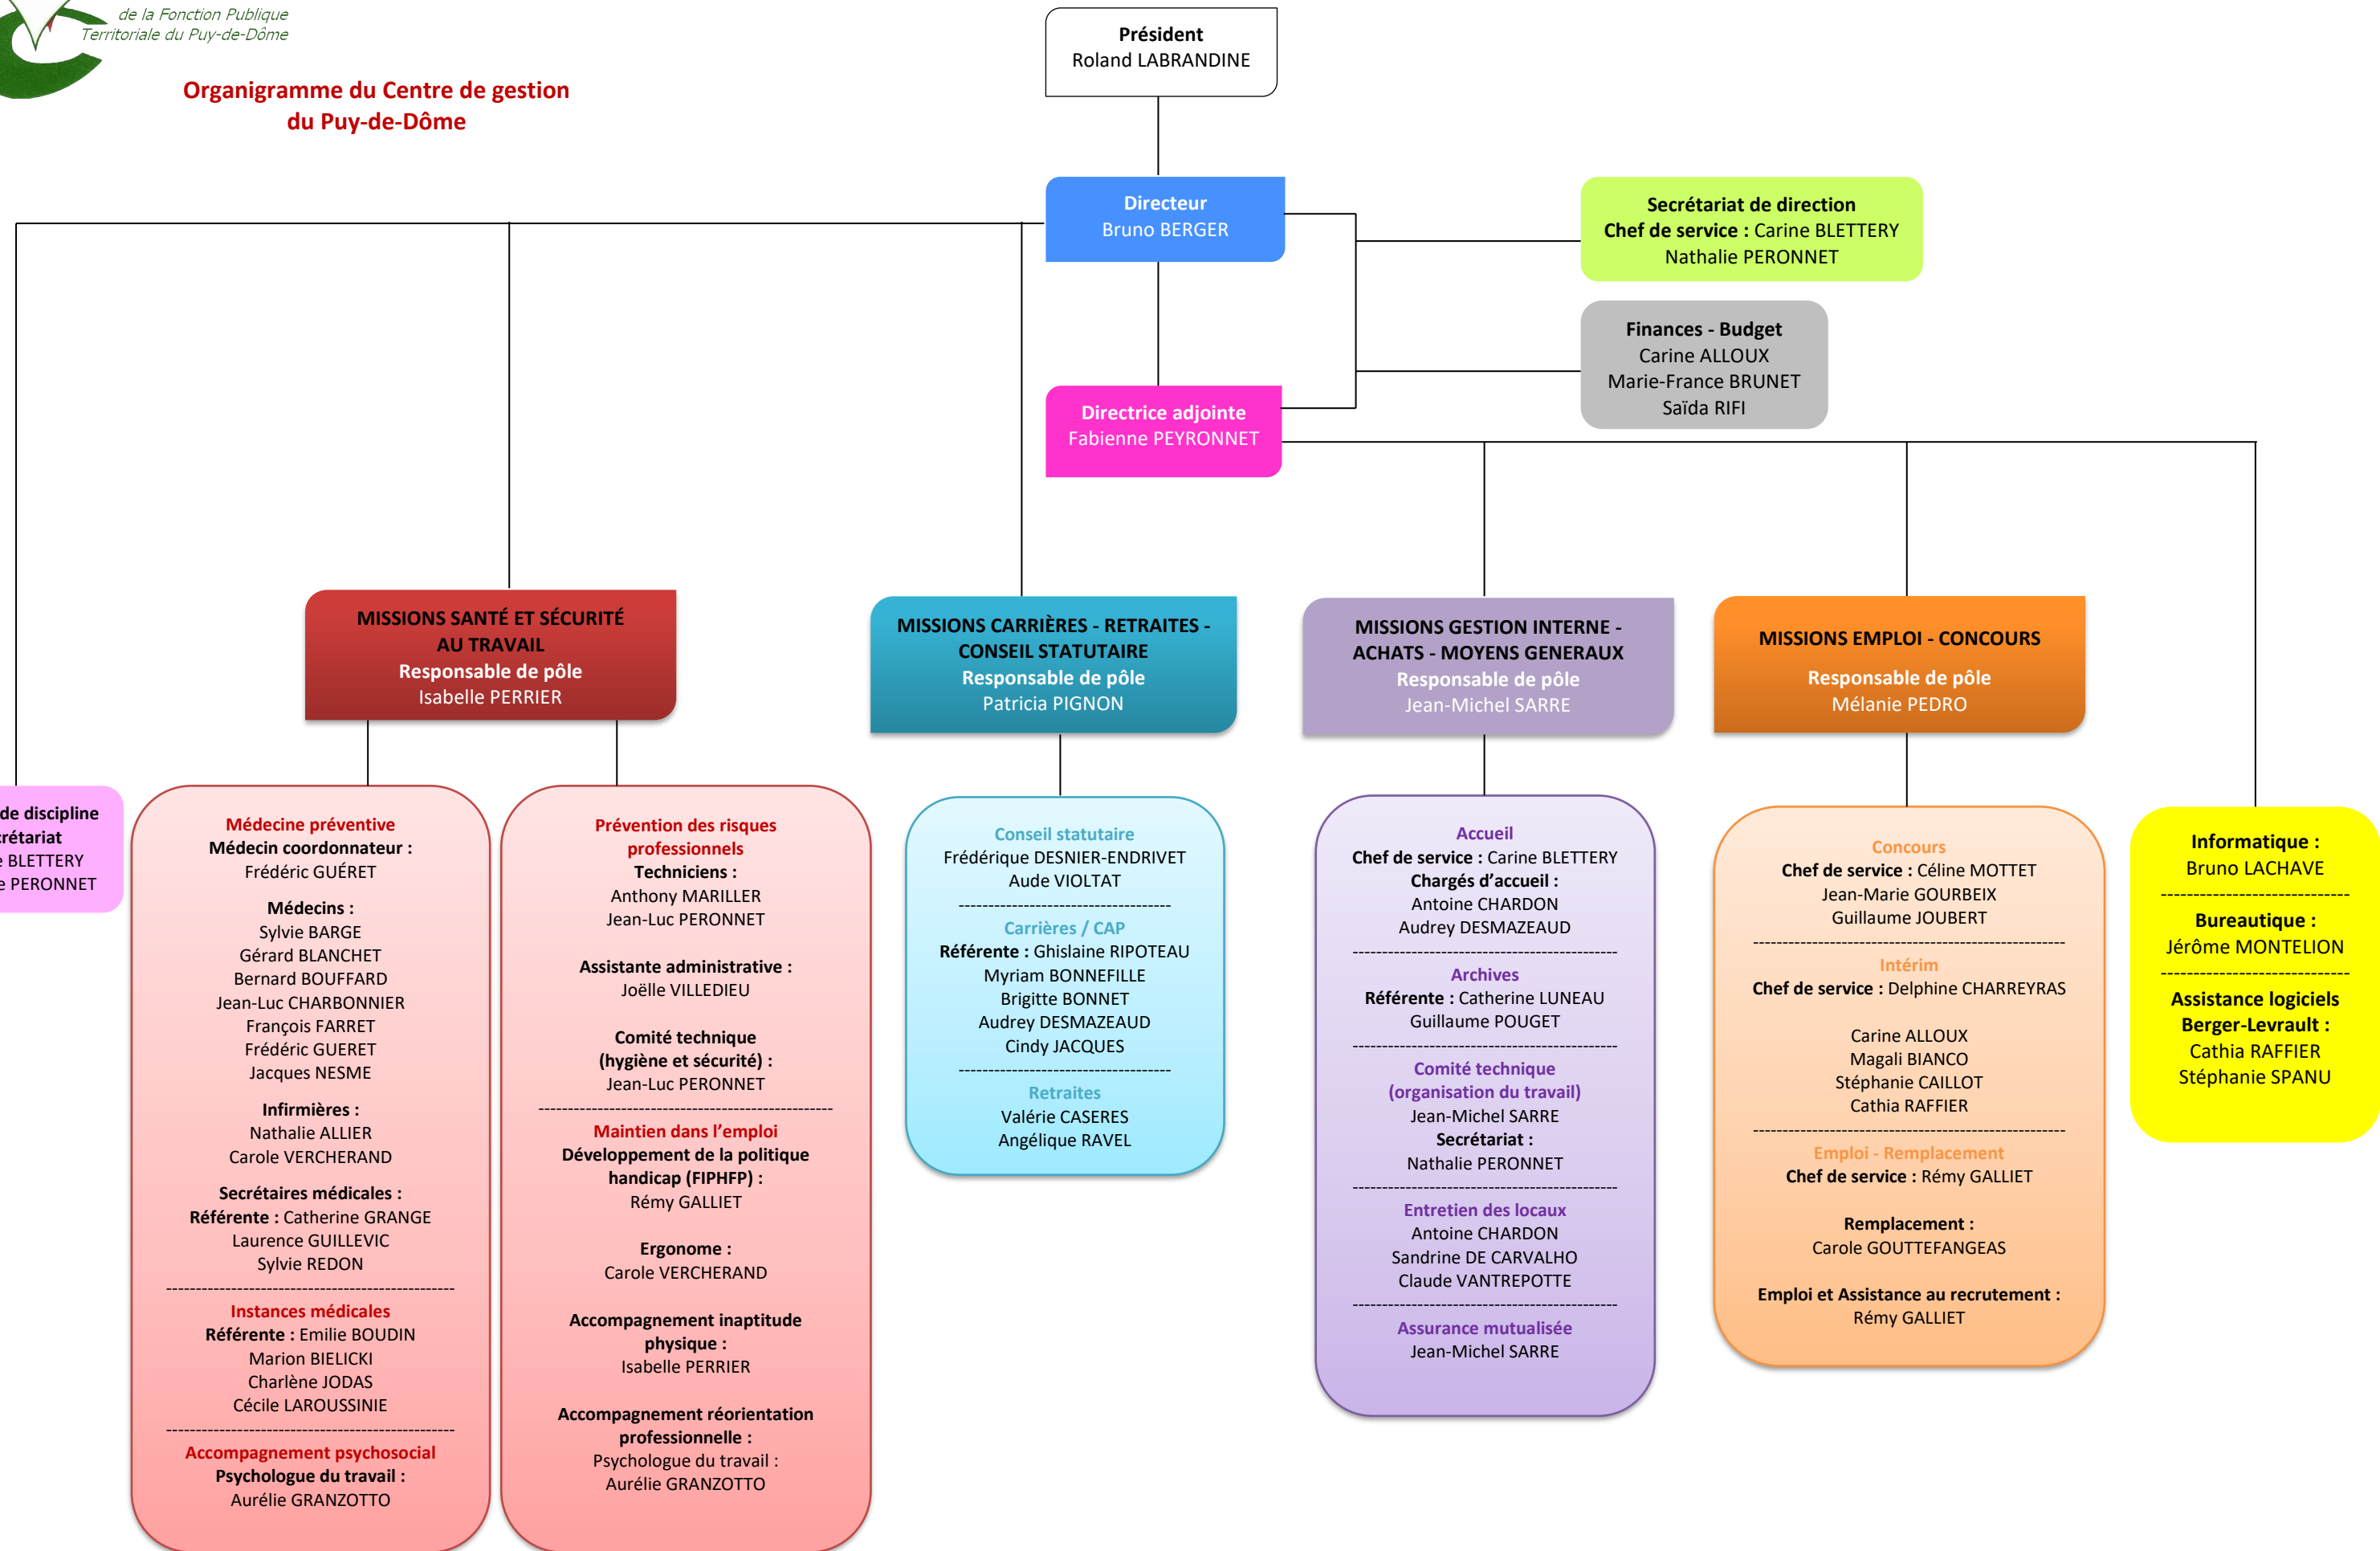 de la Fonction Publique
Territoriale du Puy-de-Dôme
Organigramme du Centre de gestion
du Puy-de-Dôme
Président
Roland LABRANDINE
Directeur
Bruno BERGER
Secrétariat de direction
Chef de service : Carine BLETTERY
Nathalie PERONNET
Finances - Budget
Carine ALLOUX
Marie-France BRUNET
Saïda RIFI
Directrice adjointe
Fabienne PEYRONNET
MISSIONS SANTÉ ET SÉCURITÉ
AU TRAVAIL
Responsable de pôle
Isabelle PERRIER
MISSIONS CARRIÈRES - RETRAITES -
CONSEIL STATUTAIRE
Responsable de pôle
Patricia PIGNON
MISSIONS GESTION INTERNE -
ACHATS - MOYENS GENERAUX
Responsable de pôle
Jean-Michel SARRE
MISSIONS EMPLOI - CONCOURS
Responsable de pôle
Mélanie PEDRO
de discipline
crétariat
e BLETTERY
e PERONNET
Médecine préventive
Médecin coordonnateur :
Frédéric GUÉRET
Médecins :
Sylvie BARGE
Gérard BLANCHET
Bernard BOUFFARD
Jean-Luc CHARBONNIER
François FARRET
Frédéric GUERET
Jacques NESME
Infirmières :
Nathalie ALLIER
Carole VERCHERAND
Secrétaires médicales :
Référente : Catherine GRANGE
Laurence GUILLEVIC
Sylvie REDON
-------------------------------------------------
Instances médicales
Référente : Emilie BOUDIN
Marion BIELICKI
Charlène JODAS
Cécile LAROUSSINIE
-------------------------------------------------
Accompagnement psychosocial
Psychologue du travail :
Aurélie GRANZOTTO
Prévention des risques
professionnels
Techniciens :
Anthony MARILLER
Jean-Luc PERONNET
Assistante administrative :
Joëlle VILLEDIEU
Comité technique
(hygiène et sécurité) :
Jean-Luc PERONNET
--------------------------------------------------
Maintien dans l’emploi
Développement de la politique
handicap (FIPHFP) :
Rémy GALLIET
Ergonome :
Carole VERCHERAND
Accompagnement inaptitude
physique :
Isabelle PERRIER
Accompagnement réorientation
professionnelle :
Psychologue du travail :
Aurélie GRANZOTTO
Conseil statutaire
Frédérique DESNIER-ENDRIVET
Aude VIOLTAT
------------------------------------
Carrières / CAP
Référente : Ghislaine RIPOTEAU
Myriam BONNEFILLE
Brigitte BONNET
Audrey DESMAZEAUD
Cindy JACQUES
------------------------------------
Retraites
Valérie CASERES
Angélique RAVEL
Accueil
Chef de service : Carine BLETTERY
Chargés d’accueil :
Antoine CHARDON
Audrey DESMAZEAUD
---------------------------------------------
Archives
Référente : Catherine LUNEAU
Guillaume POUGET
---------------------------------------------
Comité technique
(organisation du travail)
Jean-Michel SARRE
Secrétariat :
Nathalie PERONNET
---------------------------------------------
Entretien des locaux
Antoine CHARDON
Sandrine DE CARVALHO
Claude VANTREPOTTE
---------------------------------------------
Assurance mutualisée
Jean-Michel SARRE
Concours
Chef de service : Céline MOTTET
Jean-Marie GOURBEIX
Guillaume JOUBERT
-----------------------------------------------------
Intérim
Chef de service : Delphine CHARREYRAS
Carine ALLOUX
Magali BIANCO
Stéphanie CAILLOT
Cathia RAFFIER
-----------------------------------------------------
Emploi - Remplacement
Chef de service : Rémy GALLIET
Remplacement :
Carole GOUTTEFANGEAS
Emploi et Assistance au recrutement :
Rémy GALLIET
Informatique :
Bruno LACHAVE
-----------------------------
Bureautique :
Jérôme MONTELION
-----------------------------
Assistance logiciels
Berger-Levrault :
Cathia RAFFIER
Stéphanie SPANU